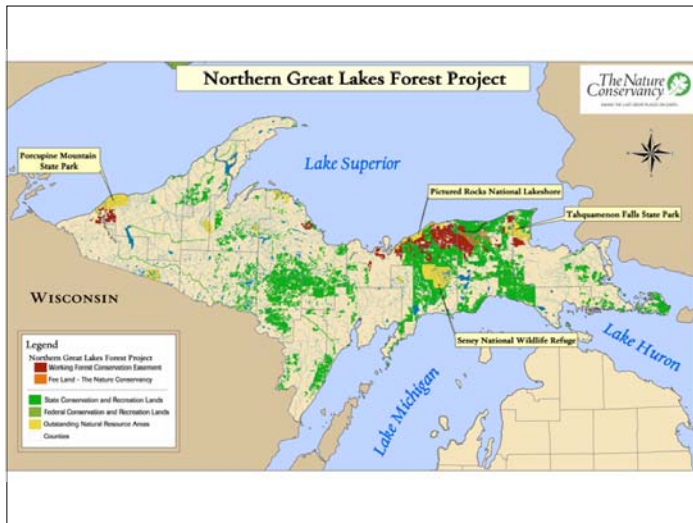 Northern Great Lakes Forest Project
The Nature
Conservancy
SAVING THE LAST GREAT PLACES ON EARTH
Porcupine Mountain
State Park
Lake Superior
Pictured Rocks National Lakeshore
Tahquamenon Falls State Park
WISCONSIN
Seney National Wildlife Refuge
Lake Huron
Lake Michigan
Legend
Northern Great Lakes Forest Project
Working Forest Conservation Easement
Fee Land - The Nature Conservancy
State Conservation and Recreation Lands
Federal Conservation and Recreation Lands
Outstanding Natural Resource Areas
Counties